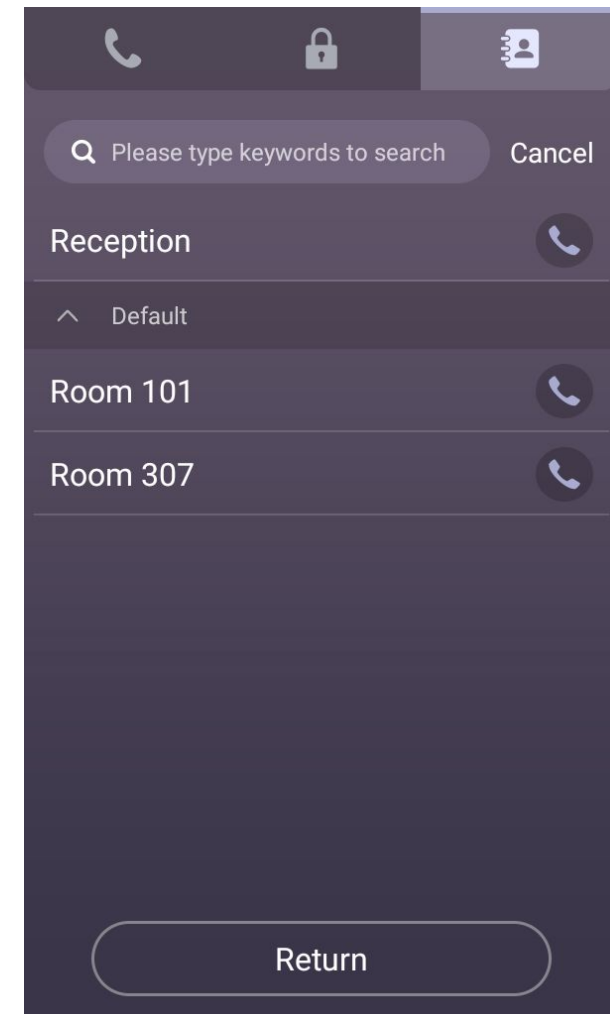 Please type keywords to search
Cancel
Reception
Default
Room 101
Room 307
Return